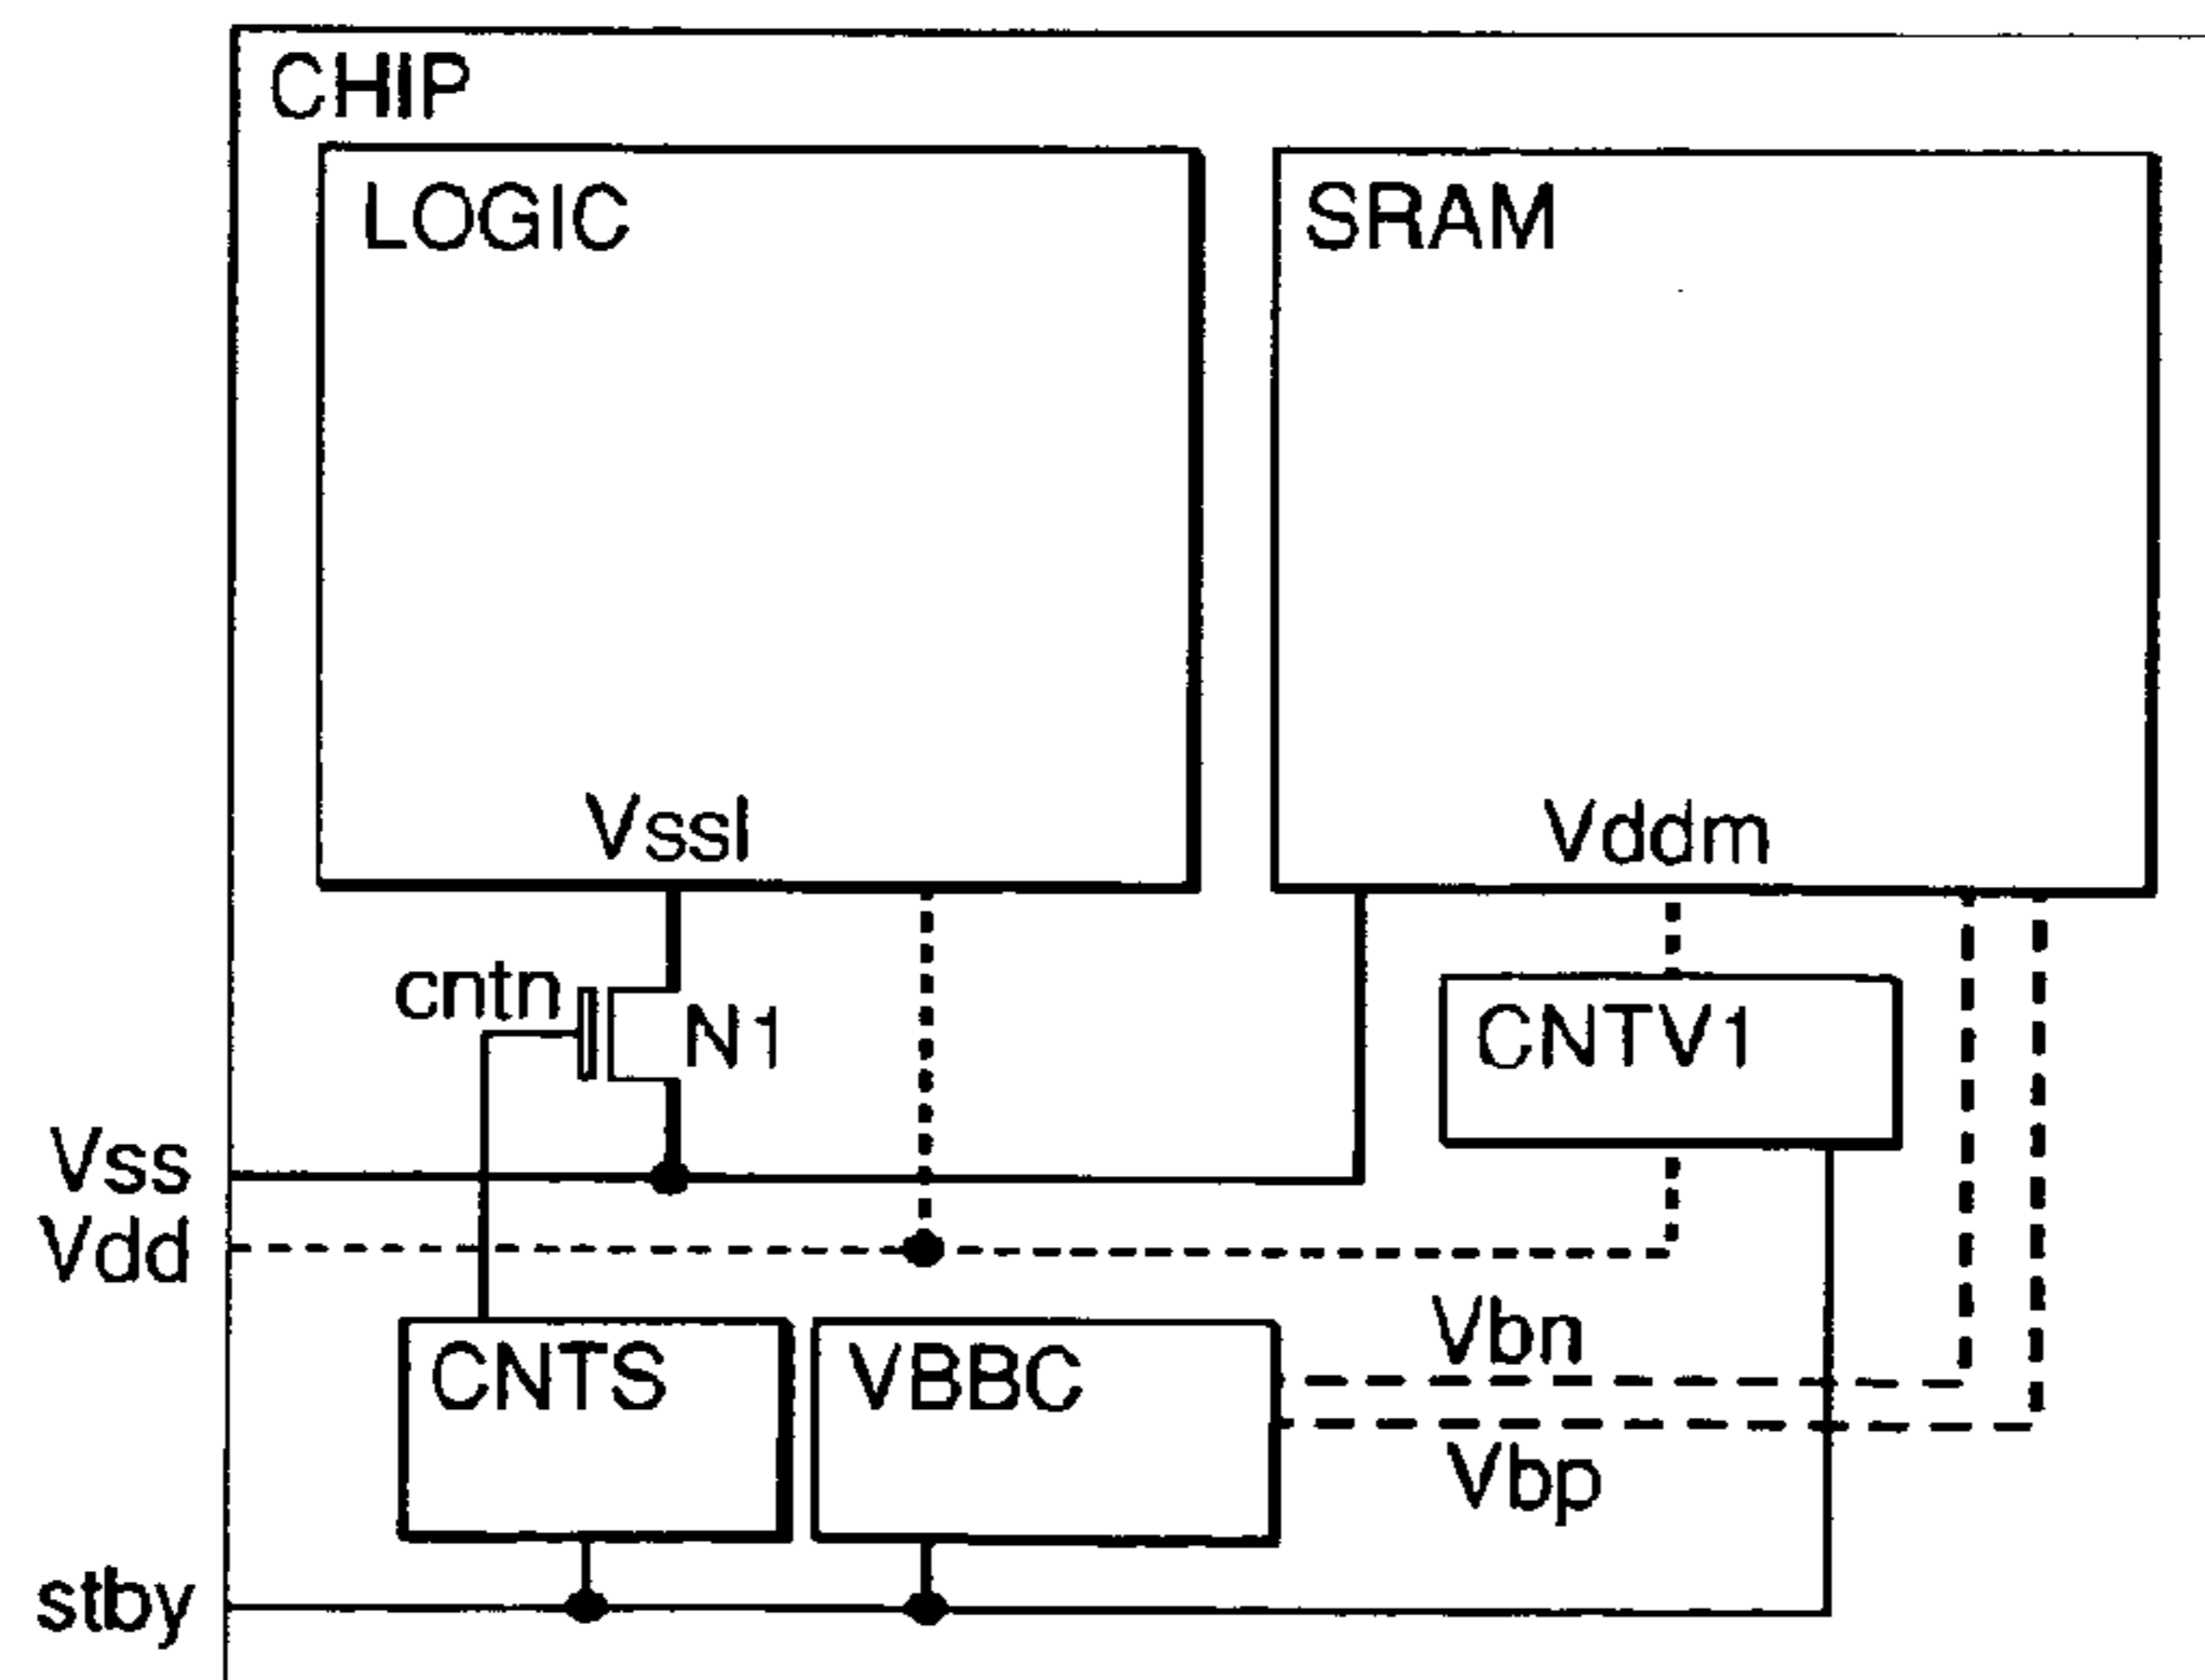 CHIP
LOGIC
SRAM
Vssl
Vddm
cntn
N1
CNTV1
Vss
Vdd
Vbn
CNTS
VBBC
Vbp
stby